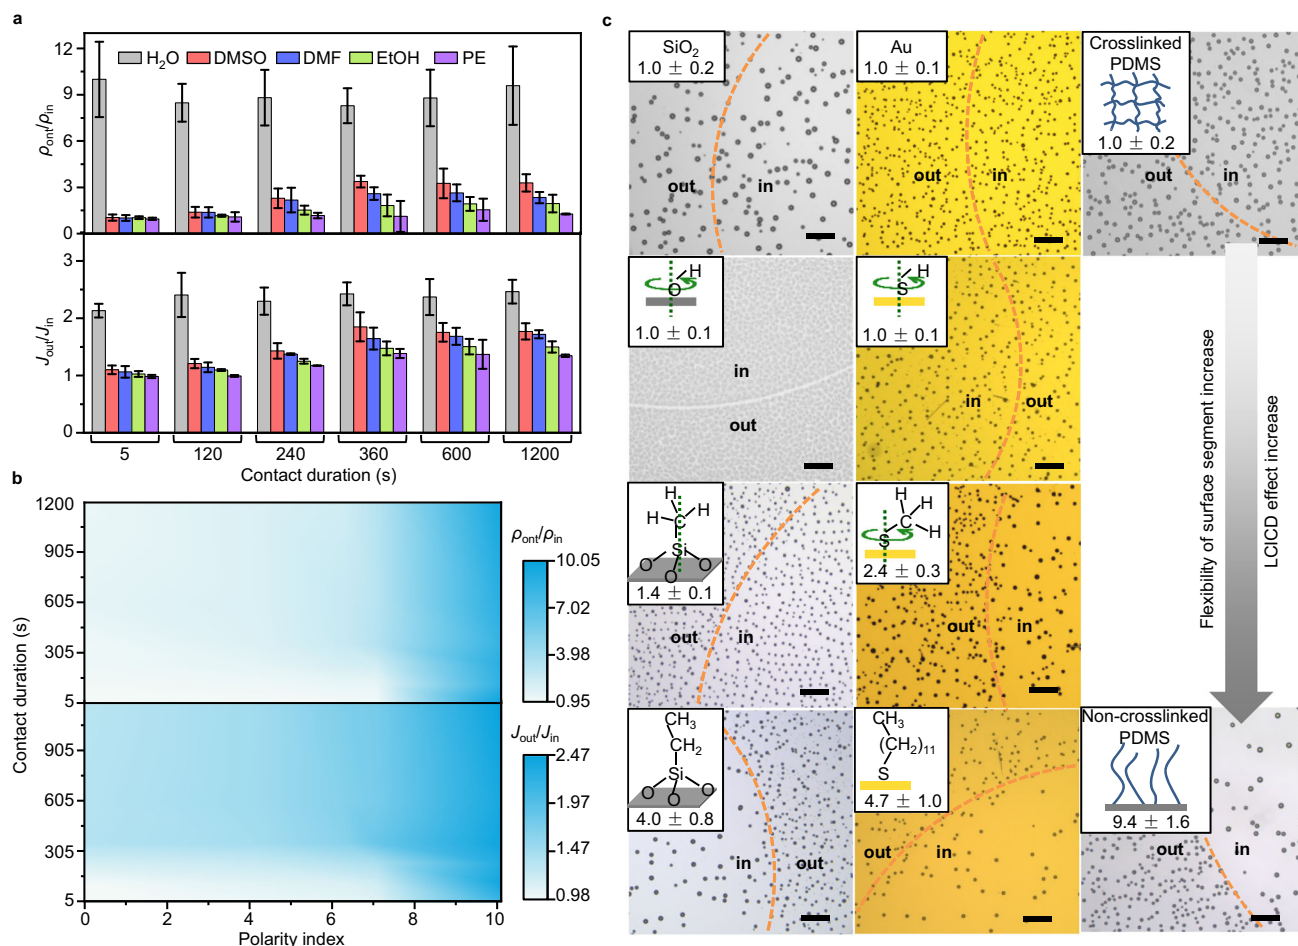 a
12
9
6
3
0
ρont/ρin
H2O
DMSO
DMF
EtOH
PE
3
2
1
0
Jout/Jin
5
120
240
360
600
1200
Contact duration (s)
b
1200
905
605
305
5
905
605
305
5
Contact duration (s)
0
2
4
6
8
10
Polarity index
ρont/ρin
10.05
7.02
3.98
0.95
Jout/Jin
2.47
1.97
1.47
0.98
c
SiO2
1.0 ± 0.2
out
in
Au
1.0 ± 0.1
out
in
Crosslinked
PDMS
1.0 ± 0.2
out
in
H
O
1.0 ± 0.1
in
out
H
S
1.0 ± 0.1
in
out
H
H
H
C
Si
O
O
O
1.4 ± 0.1
out
in
H
H
C
H
S
2.4 ± 0.3
out
in
CH3
CH2
Si
O
O
O
4.0 ± 0.8
in
out
CH3
(CH2)11
S
4.7 ± 1.0
out
in
Non-crosslinked
PDMS
9.4 ± 1.6
out
in
Flexibility of surface segment increase
LCICD effect increase